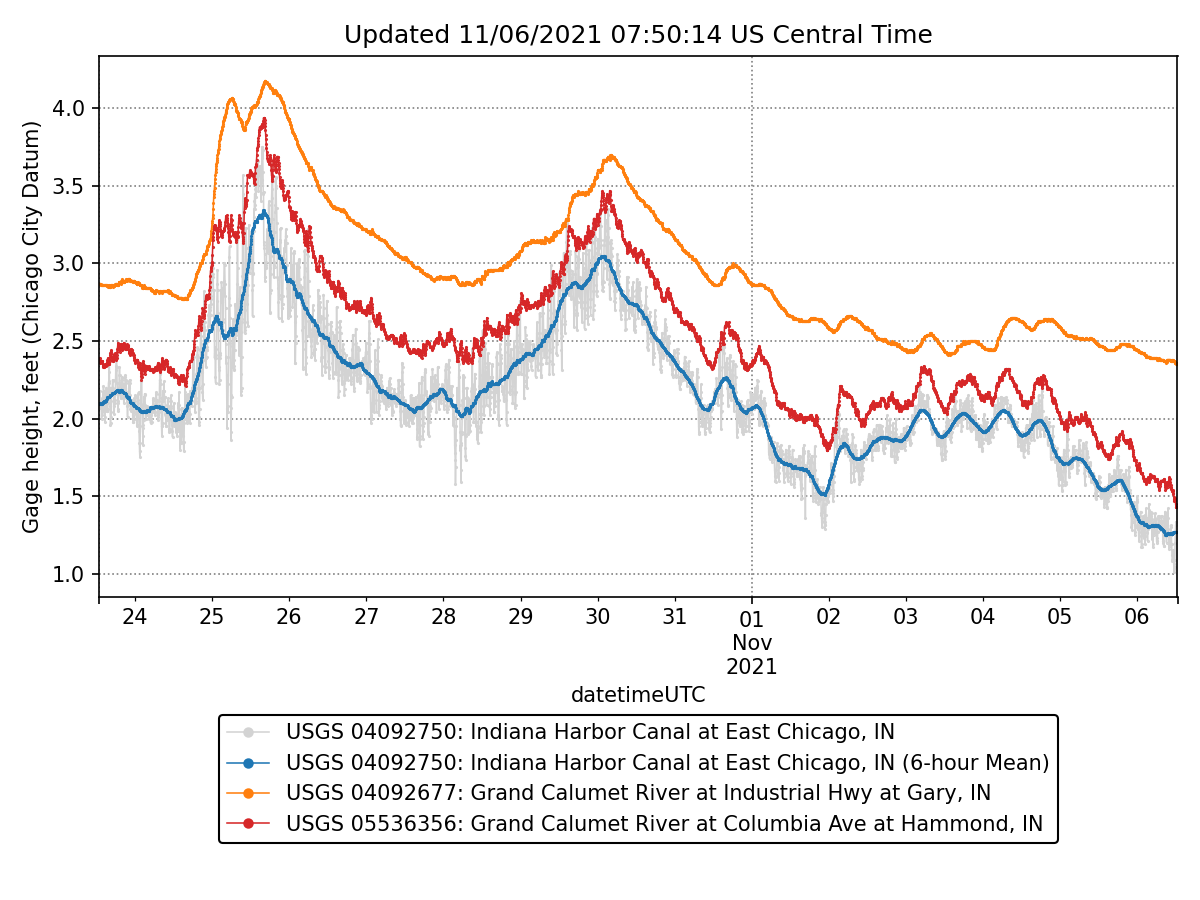 Updated 11/06/2021 07:50:14 US Central Time
Gage height, feet (Chicago City Datum)
4.0
3.5
3.0
2.5
2.0
1.5
1.0
24 25 26 27 28 29 30 31 01 02 03 04 05 06
Nov
2021
datetimeUTC
USGS 04092750: Indiana Harbor Canal at East Chicago, IN
USGS 04092750: Indiana Harbor Canal at East Chicago, IN (6-hour Mean)
USGS 04092677: Grand Calumet River at Industrial Hwy at Gary, IN
USGS 05536356: Grand Calumet River at Columbia Ave at Hammond, IN